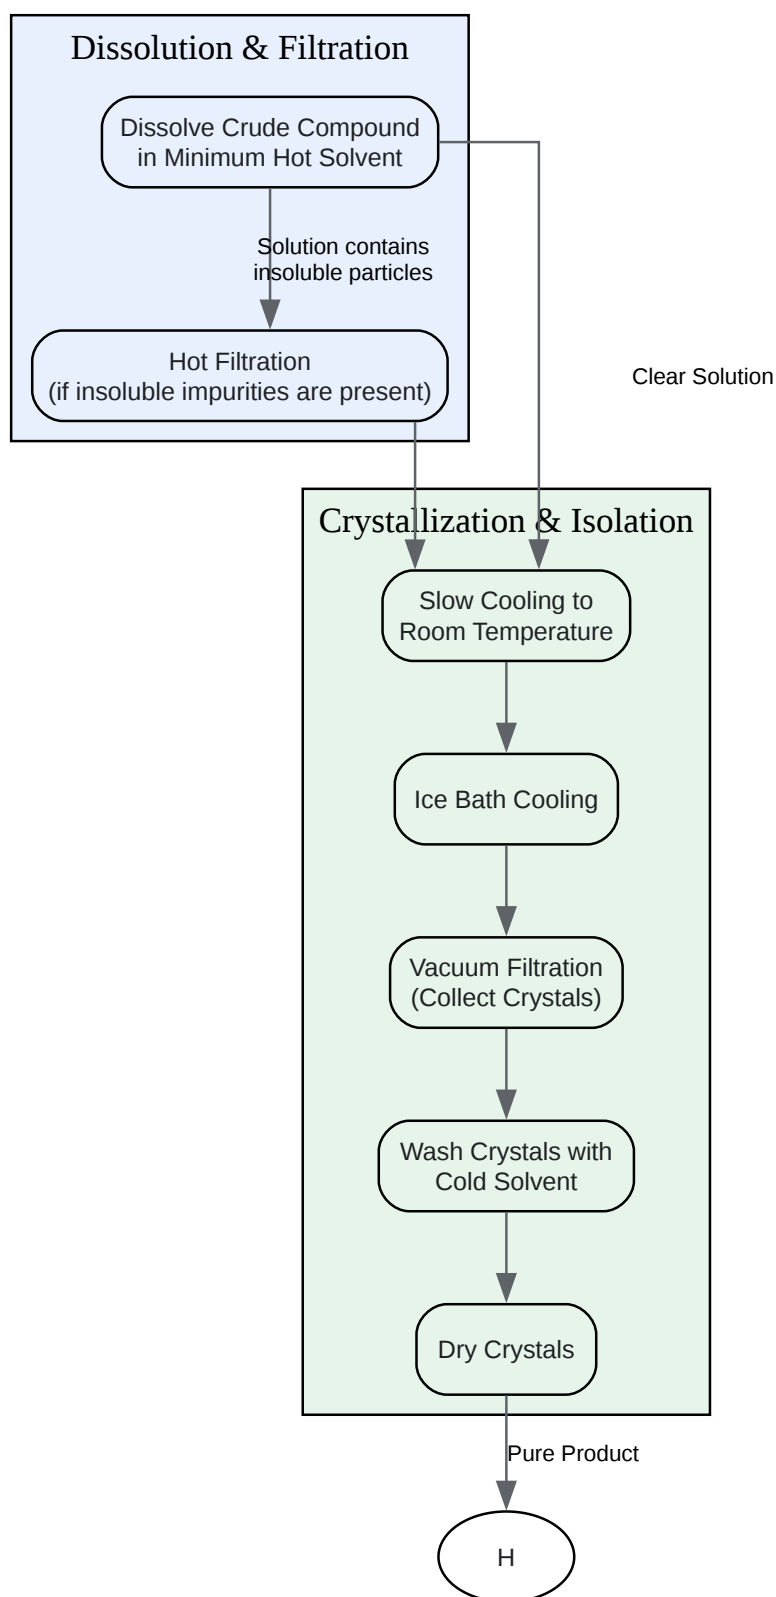 Dissolution & Filtration
Dissolve Crude Compound
in Minimum Hot Solvent
Solution contains
insoluble particles
Hot Filtration
(if insoluble impurities are present)
Clear Solution
Crystallization & Isolation
Slow Cooling to
Room Temperature
Ice Bath Cooling
Vacuum Filtration
(Collect Crystals)
Wash Crystals with
Cold Solvent
Dry Crystals
Pure Product
H